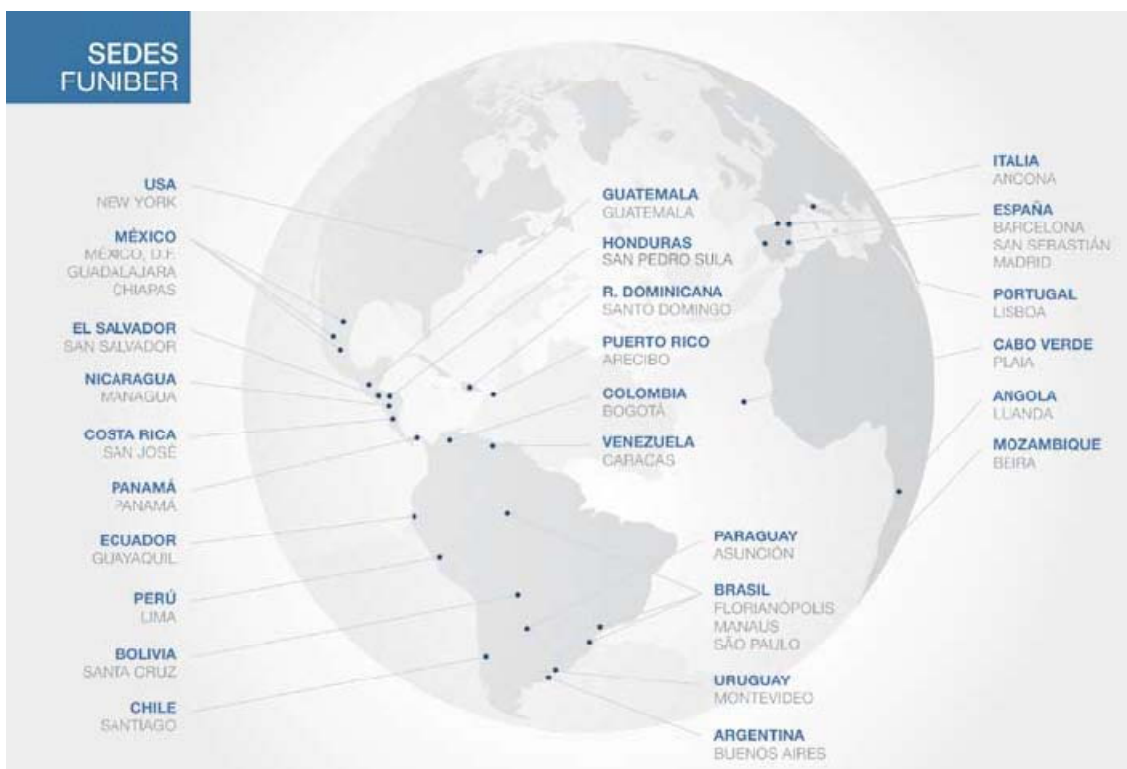 SEDES
FUNIBER
USA
NEW YORK
MÉXICO
MÉXICO, D.F.
GUADALAJARA
CHIAPAS
EL SALVADOR
SAN SALVADOR
NICARAGUA
MANAGUA
COSTA RICA
SAN JOSÉ
PANAMÁ
PANAMÁ
ECUADOR
GUAYAQUIL
PERÚ
LIMA
BOLIVIA
SANTA CRUZ
CHILE
SANTIAGO
GUATEMALA
GUATEMALA
HONDURAS
SAN PEDRO SULA
R. DOMINICANA
SANTO DOMINGO
PUERTO RICO
ARECIBO
COLOMBIA
BOGOTÁ
VENEZUELA
CARACAS
PARAGUAY
ASUNCIÓN
BRASIL
FLORIANÓPOLIS
MANAUS
SÃO PAULO
URUGUAY
MONTEVIDEO
ARGENTINA
BUENOS AIRES
ITALIA
ANCONA
ESPAÑA
BARCELONA
SAN SEBASTIÁN
MADRID
PORTUGAL
LISBOA
CABO VERDE
PLAIA
ANGOLA
LUANDA
MOZAMBIQUE
BEIRA